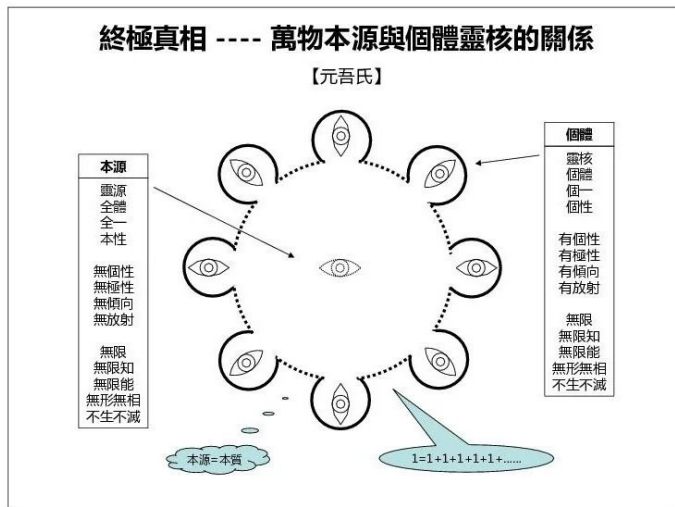 終極真相 ---- 萬物本源與個體靈核的關係
【元吾氏】
本源
靈源
全體
全一
本性
無個性
無極性
無傾向
無放射
無限
無限知
無限能
無形無相
不生不滅
個體
靈核
個體
個一
個性
有個性
有極性
有傾向
有放射
無限
無限知
無限能
無形無相
不生不滅
本源=本質
1=1+1+1+1+1+......